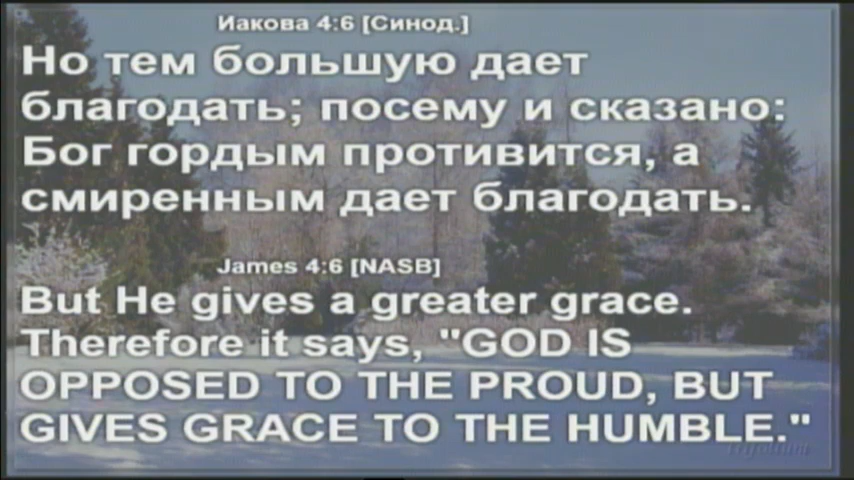 Иакова 4:6 [Синод.]
Но тем большую дает
благодать; посему и сказано:
Бог гордым противится, а
смиренным дает благодать.
James 4:6 [NASB]
But He gives a greater grace.
Therefore it says, "GOD IS
OPPOSED TO THE PROUD, BUT
GIVES GRACE TO THE HUMBLE."